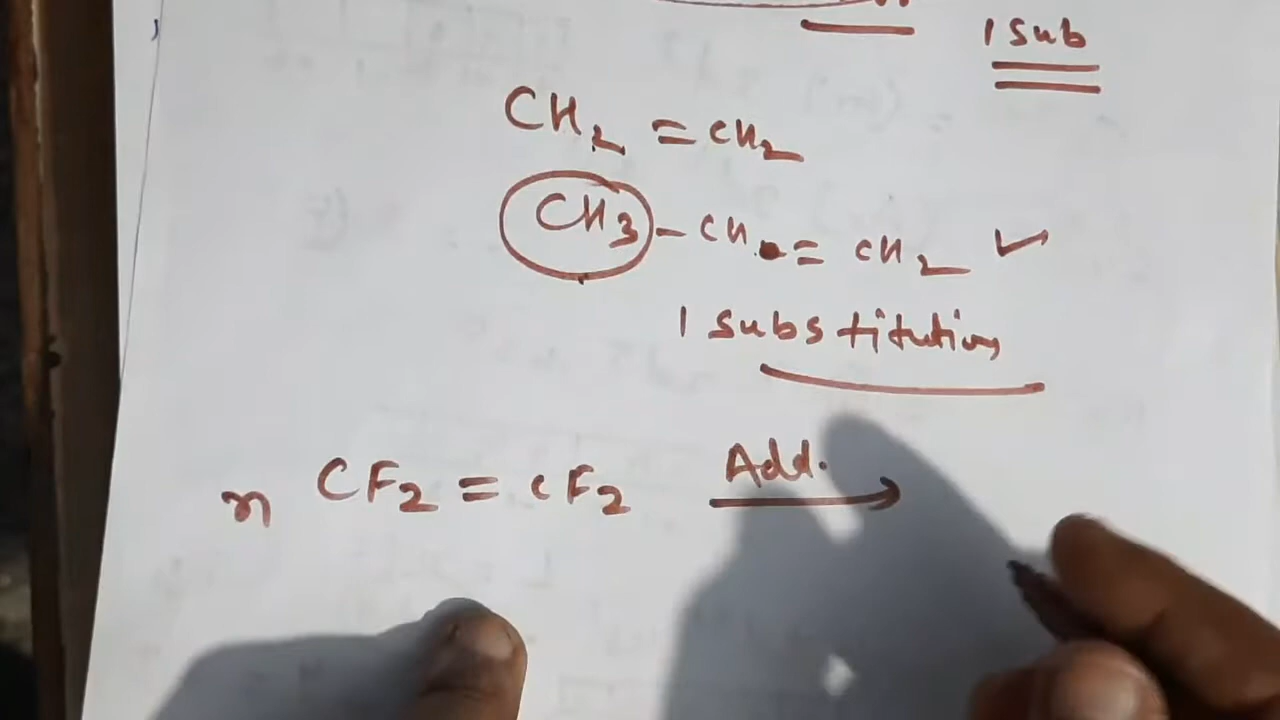 1 sub
CH2 = CH2
CH3 - CH = CH2 ✓
1 substitution
Add.
n CF2 = CF2 →